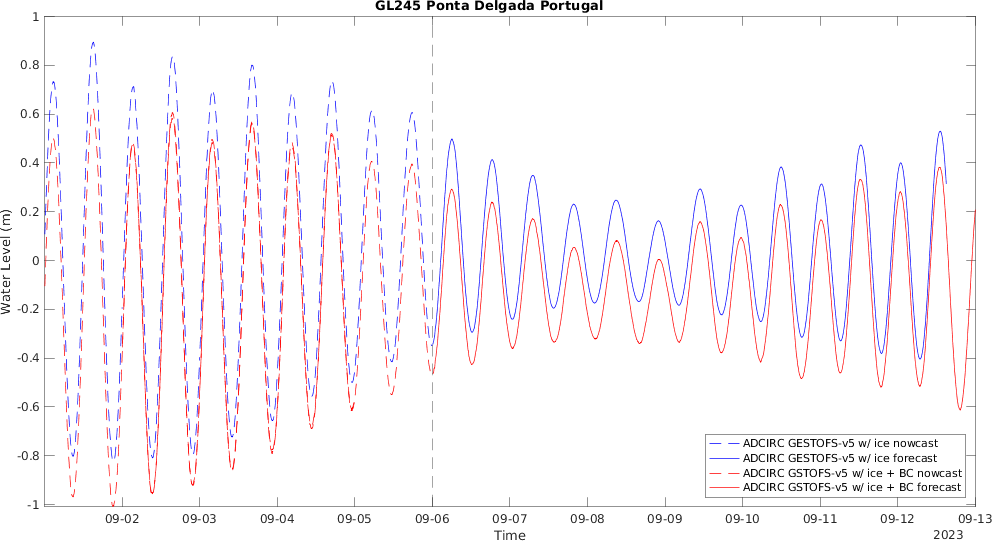 GL245 Ponta Delgada Portugal
1
0.8
0.6
0.4
0.2
0
-0.2
-0.4
-0.6
-0.8
-1
Water Level (m)
ADCIRC GESTOFS-v5 w/ ice nowcast
ADCIRC GESTOFS-v5 w/ ice forecast
ADCIRC GSTOFS-v5 w/ ice + BC nowcast
ADCIRC GSTOFS-v5 w/ ice + BC forecast
09-02 09-03 09-04 09-05 09-06 09-07 09-08 09-09 09-10 09-11 09-12 09-13
Time
2023